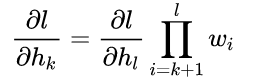 ∂l/∂h_k = ∂l/∂h_l ∏_{i=k+1}^{l} w_i